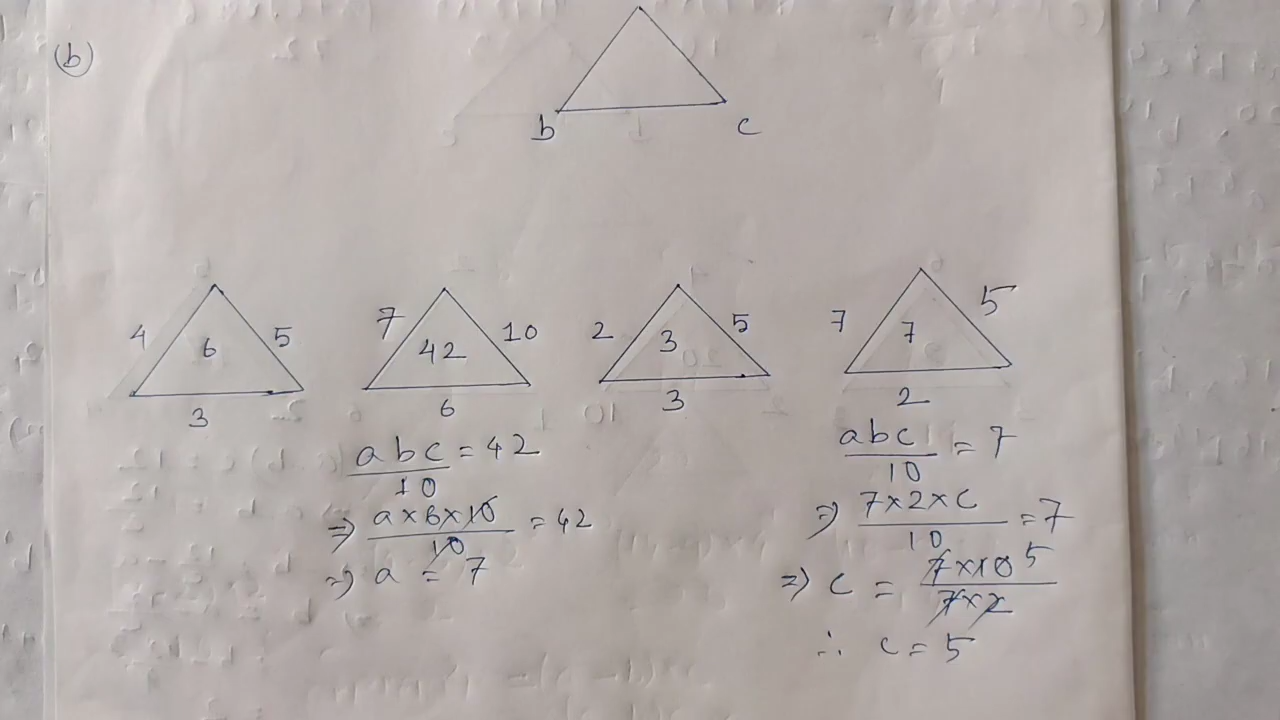 (b)
b c
4 6 5 7 42 10 2 3 5 7 7 5
3 6 3 2
abc/10 = 42
⇒ a×6×10/10 = 42
⇒ a = 7
abc/10 = 7
⇒ 7×2×c/10 = 7
⇒ c = 7×10 5/7×2
∴ c = 5